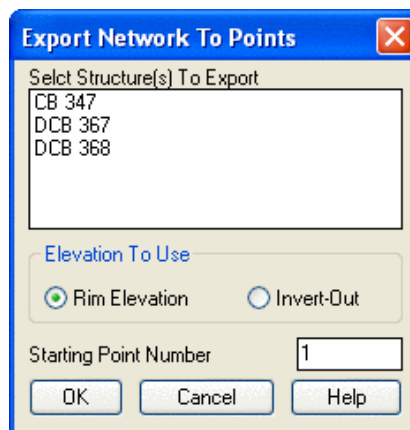 Export Network To Points
Selct Structure(s) To Export
CB 347
DCB 367
DCB 368
Elevation To Use
Rim Elevation Invert-Out
Starting Point Number 1
OK Cancel Help